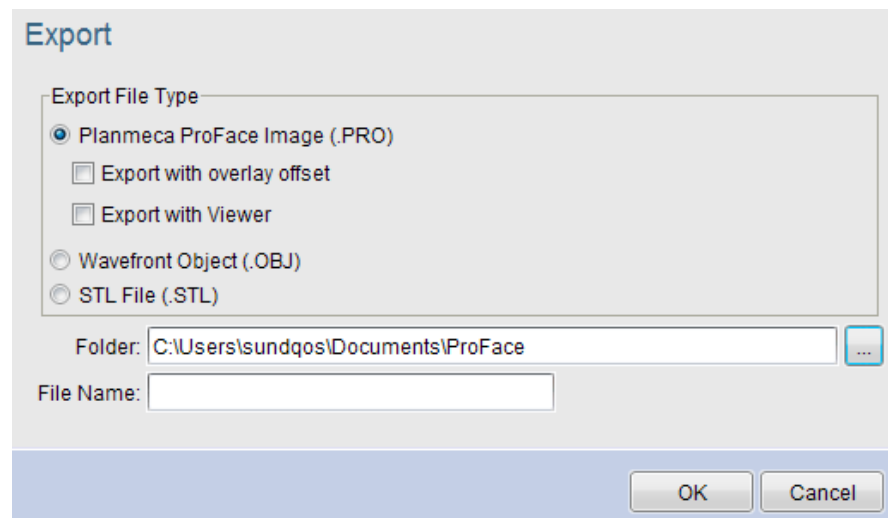 Export
Export File Type
Planmeca ProFace Image (.PRO)
Export with overlay offset
Export with Viewer
Wavefront Object (.OBJ)
STL File (.STL)
Folder: C:\Users\sundqos\Documents\ProFace ...
File Name:
OK Cancel